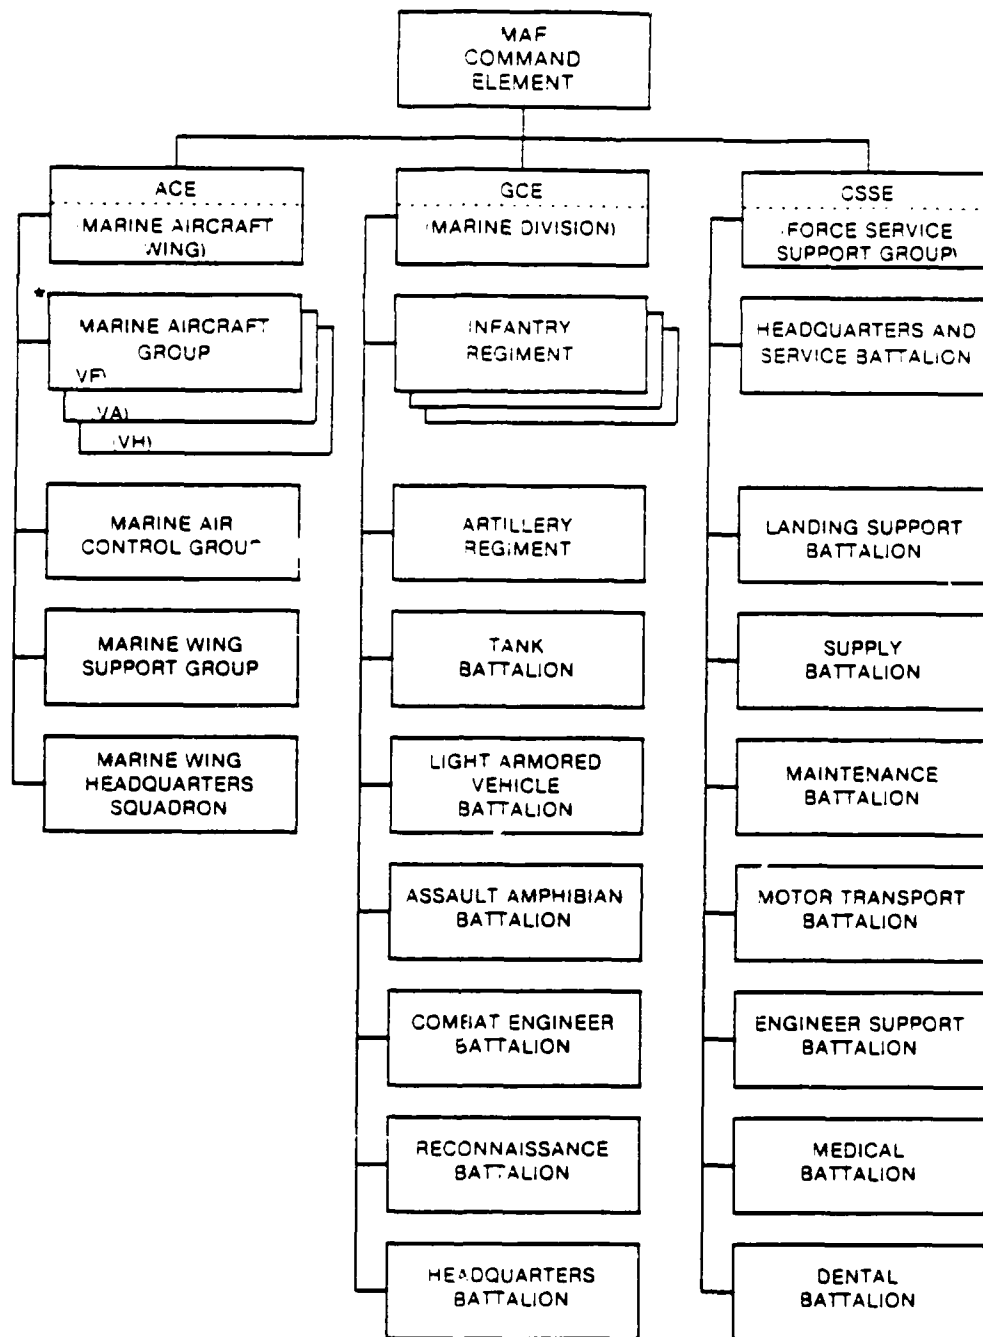 MAF
COMMAND
ELEMENT
ACE
(MARINE AIRCRAFT
WING)
*
MARINE AIRCRAFT
GROUP
VF)
(VA)
(VH)
MARINE AIR
CONTROL GROUP
MARINE WING
SUPPORT GROUP
MARINE WING
HEADQUARTERS
SQUADRON
GCE
(MARINE DIVISION)
INFANTRY
REGIMENT
ARTILLERY
REGIMENT
TANK
BATTALION
LIGHT ARMORED
VEHICLE
BATTALION
ASSAULT AMPHIBIAN
BATTALION
COMBAT ENGINEER
BATTALION
RECONNAISSANCE
BATTALION
HEADQUARTERS
BATTALION
CSSE
(FORCE SERVICE
SUPPORT GROUP)
HEADQUARTERS AND
SERVICE BATTALION
LANDING SUPPORT
BATTALION
SUPPLY
BATTALION
MAINTENANCE
BATTALION
MOTOR TRANSPORT
BATTALION
ENGINEER SUPPORT
BATTALION
MEDICAL
BATTALION
DENTAL
BATTALION